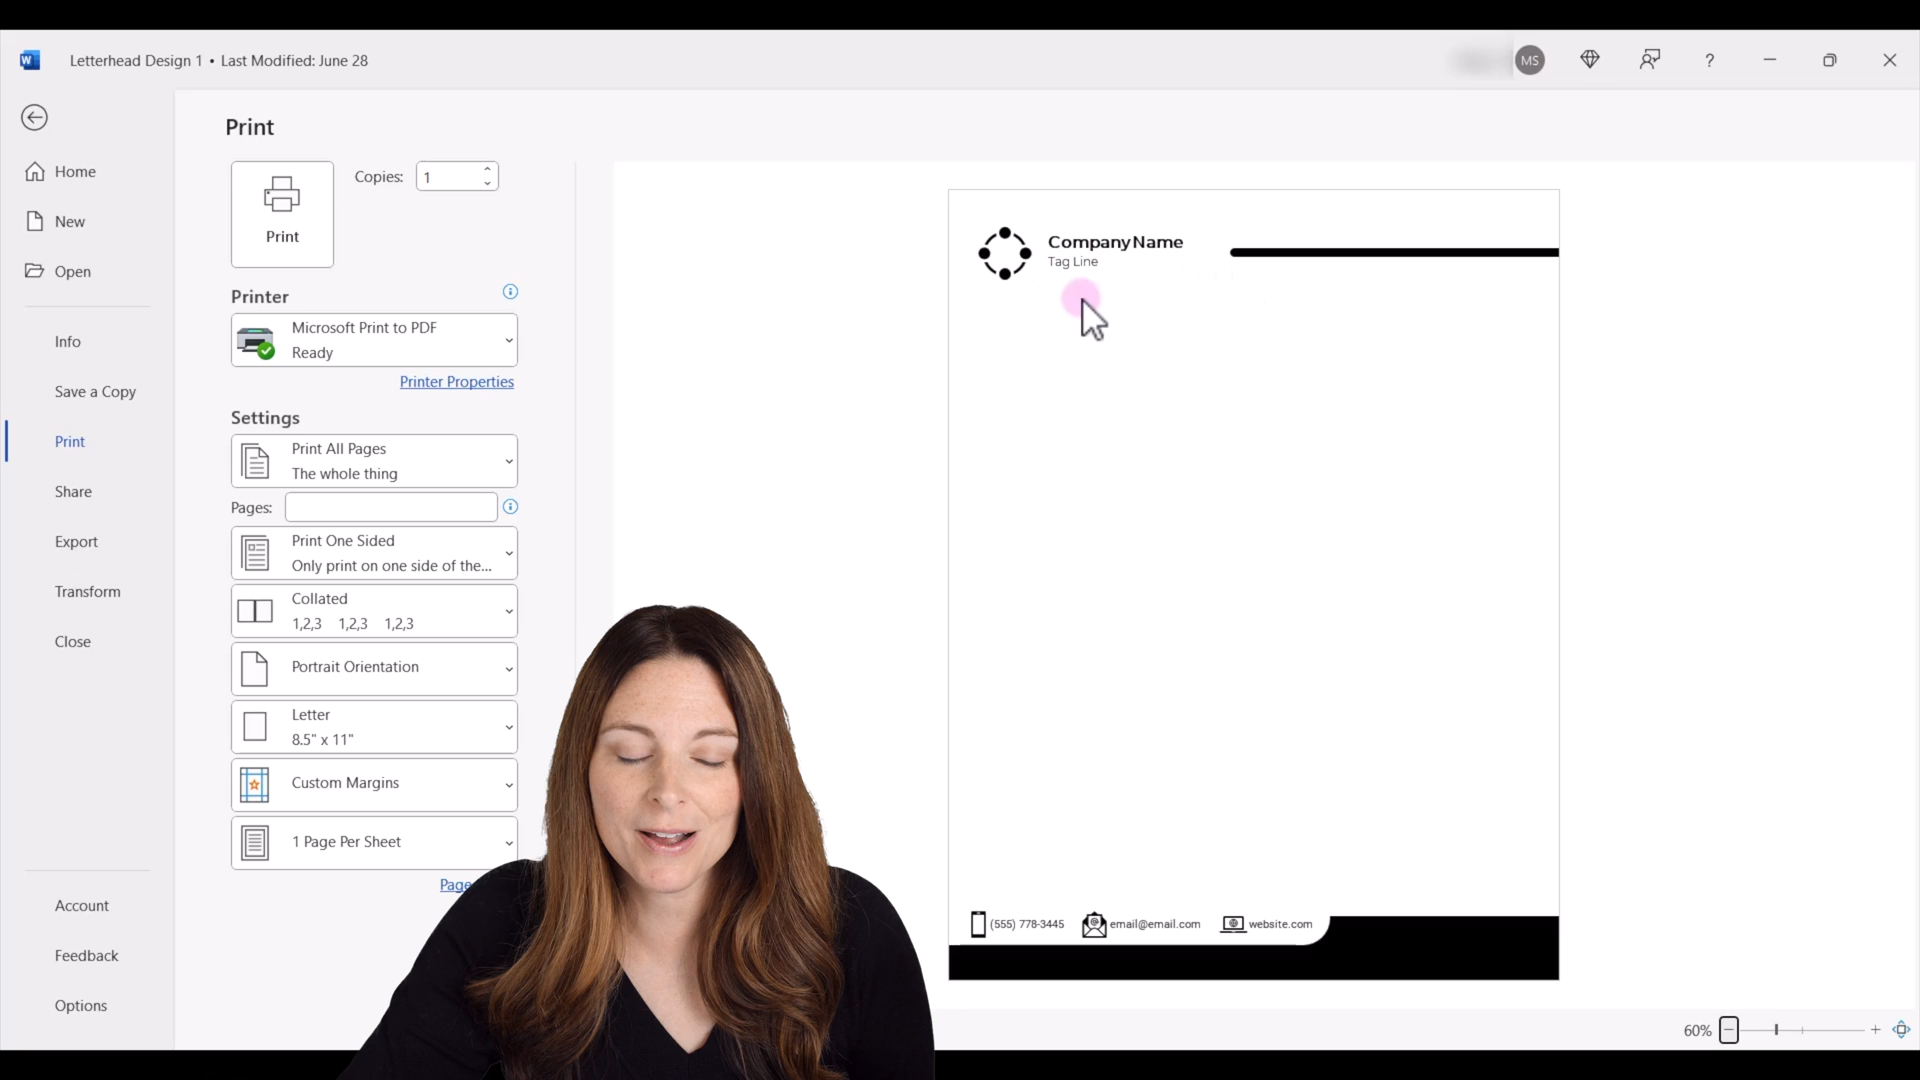 Letterhead Design 1 • Last Modified: June 28
MS
?
Print
Home
New
Open
Info
Save a Copy
Print
Share
Export
Transform
Close
Account
Feedback
Options
Print
Copies: 1
Printer
Microsoft Print to PDF
Ready
Printer Properties
Settings
Print All Pages
The whole thing
Pages:
Print One Sided
Only print on one side of the...
Collated
1,2,3 1,2,3 1,2,3
Portrait Orientation
Letter
8.5" x 11"
Custom Margins
1 Page Per Sheet
Page
Company Name
Tag Line
(555) 778-3445 email@email.com website.com
60%